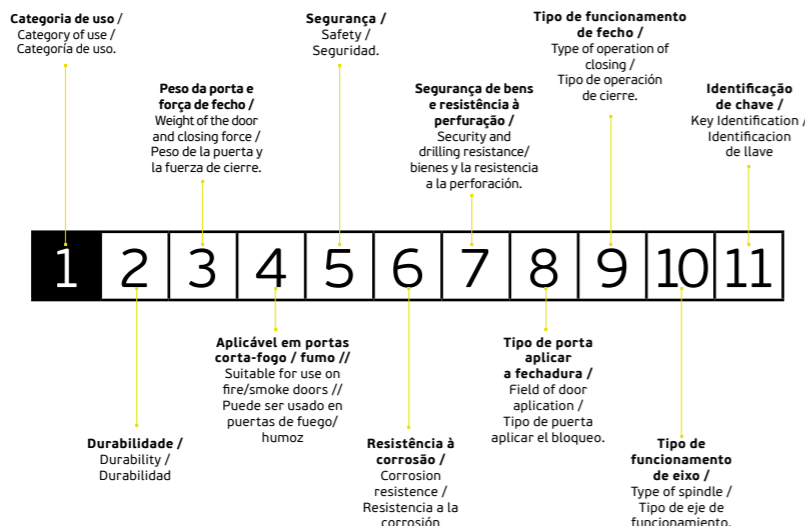 Categoria de uso /
Category of use /
Categoría de uso.
Peso da porta e
força de fecho /
Weight of the door
and closing force /
Peso de la puerta y
la fuerza de cierre.
Segurança /
Safety /
Seguridad.
Segurança de bens
e resistência à
perfuração /
Security and
drilling resistance/
bienes y la resistencia
a la perforación.
Tipo de funcionamento
de fecho /
Type of operation of
closing /
Tipo de operación
de cierre.
Identificação
de chave /
Key Identification /
Identificacion
de llave
1 2 3 4 5 6 7 8 9 10 11
Durabilidade /
Durability /
Durabilidad
Aplicável em portas
corta-fogo / fumo //
Suitable for use on
fire/smoke doors //
Puede ser usado en
puertas de fuego/
humoz
Resistência à
corrosão /
Corrosion
resistence /
Resistencia a la
corrosión
Tipo de porta
aplicar
a fechadura /
Field of door
aplication /
Tipo de puerta
aplicar el bloqueo.
Tipo de
funcionamento
de eixo /
Type of spindle /
Tipo de eje de
funcionamiento.